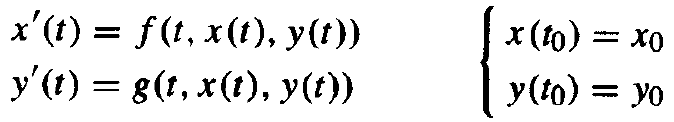 x′(t) = f(t, x(t), y(t))
y′(t) = g(t, x(t), y(t))
{ x(t₀) = x₀
y(t₀) = y₀